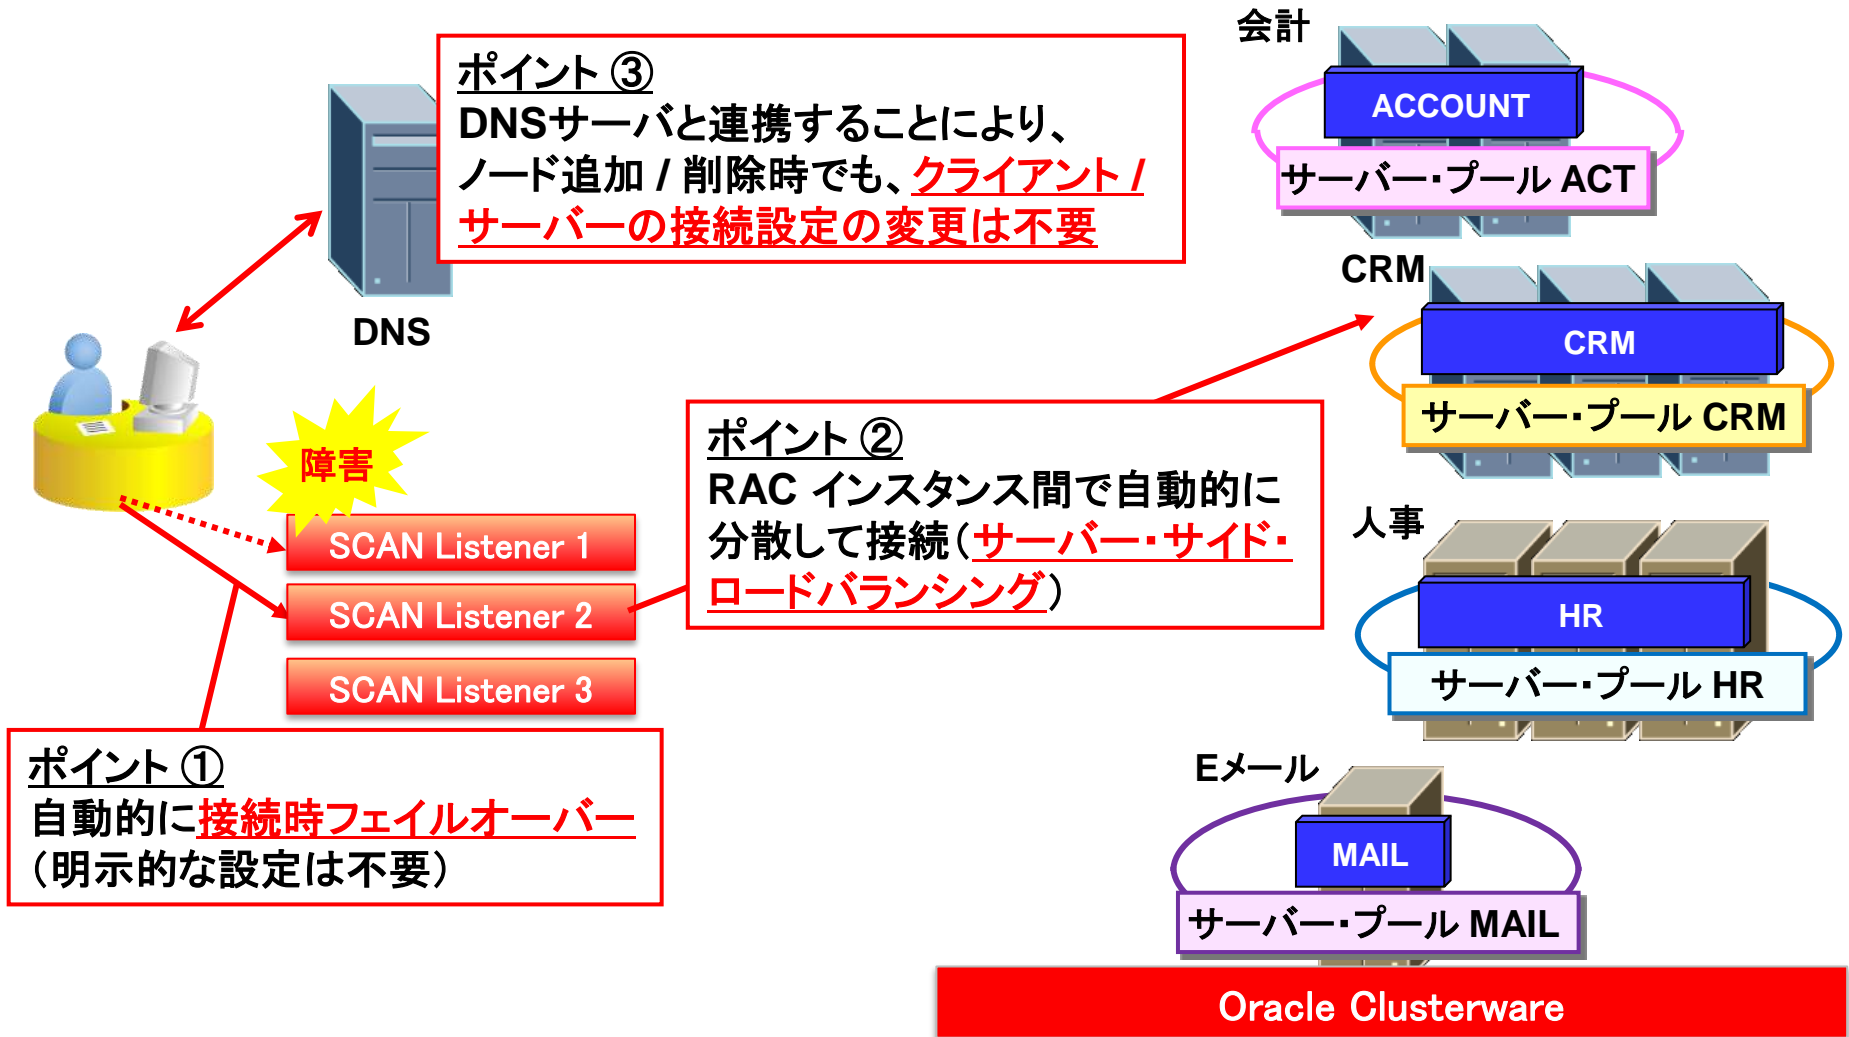 ポイント ③
DNSサーバと連携することにより、
ノード追加 / 削除時でも、クライアント /
サーバーの接続設定の変更は不要
DNS
障害
SCAN Listener 1
SCAN Listener 2
SCAN Listener 3
ポイント ①
自動的に接続時フェイルオーバー
（明示的な設定は不要）
ポイント ②
RAC インスタンス間で自動的に
分散して接続（サーバー・サイド・
ロードバランシング）
会計
ACCOUNT
サーバー・プール ACT
CRM
CRM
サーバー・プール CRM
人事
HR
サーバー・プール HR
Eメール
MAIL
サーバー・プール MAIL
Oracle Clusterware